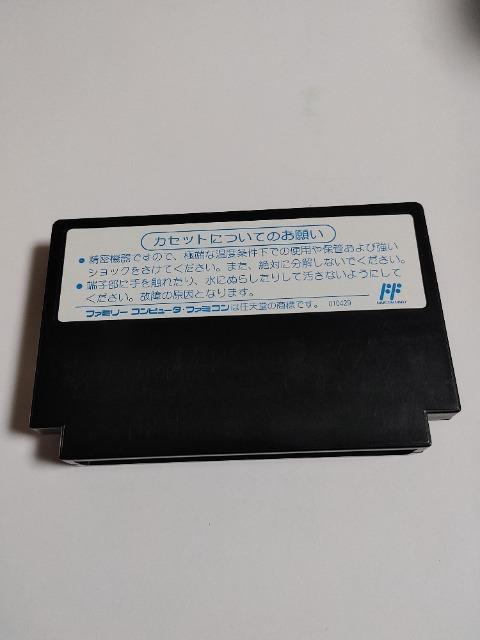 カセットについてのお願い
● 精密機器ですので、極端な温度条件下での使用や保管および強い
ショックをさけてください。また、絶対に分解しないでください。
● 端子部に手を触れたり、水にぬらしたりして汚さないようにして
ください。故障の原因となります。
ファミリーコンピュータ・ファミコンは任天堂の商標です。 010429